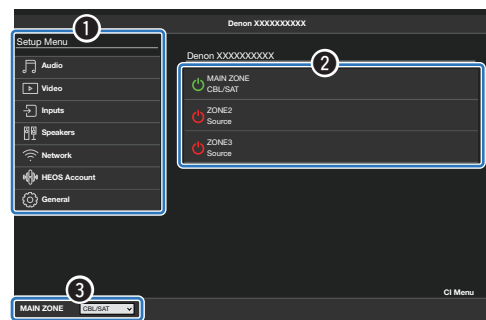 Denon XXXXXXXXXX
1
Setup Menu
Audio
Video
Inputs
Speakers
Network
HEOS Account
General
Denon XXXXXXXXXX
2
MAIN ZONE
CBL/SAT
ZONE2
Source
ZONE3
Source
3
CI Menu
MAIN ZONE CBL/SAT